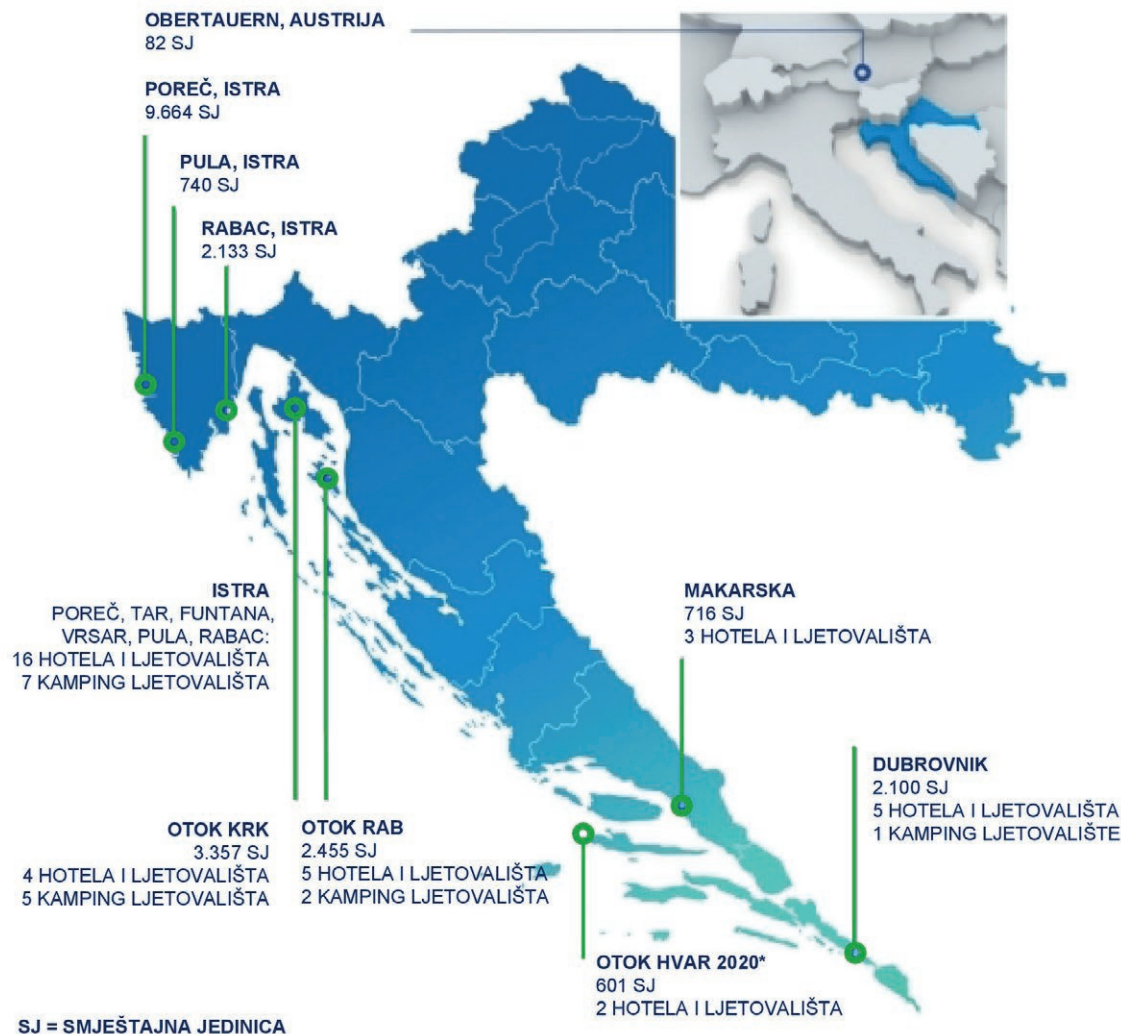 OBERTAUERN, AUSTRIJA
82 SJ
POREČ, ISTRA
9.664 SJ
PULA, ISTRA
740 SJ
RABAC, ISTRA
2.133 SJ
ISTRA
POREČ, TAR, FUNTANA,
VRSAR, PULA, RABAC:
16 HOTELA I LJETOVALIŠTA
7 KAMPING LJETOVALIŠTA
MAKARSKA
716 SJ
3 HOTELA I LJETOVALIŠTA
DUBROVNIK
2.100 SJ
5 HOTELA I LJETOVALIŠTA
1 KAMPING LJETOVALIŠTE
OTOK KRK
3.357 SJ
4 HOTELA I LJETOVALIŠTA
5 KAMPING LJETOVALIŠTA
OTOK RAB
2.455 SJ
5 HOTELA I LJETOVALIŠTA
2 KAMPING LJETOVALIŠTA
OTOK HVAR 2020*
601 SJ
2 HOTELA I LJETOVALIŠTA
SJ = SMJEŠTAJNA JEDINICA